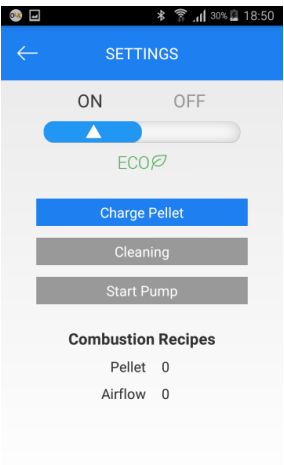 30% 18:50
SETTINGS
ON OFF
ECO
Charge Pellet
Cleaning
Start Pump
Combustion Recipes
Pellet 0
Airflow 0